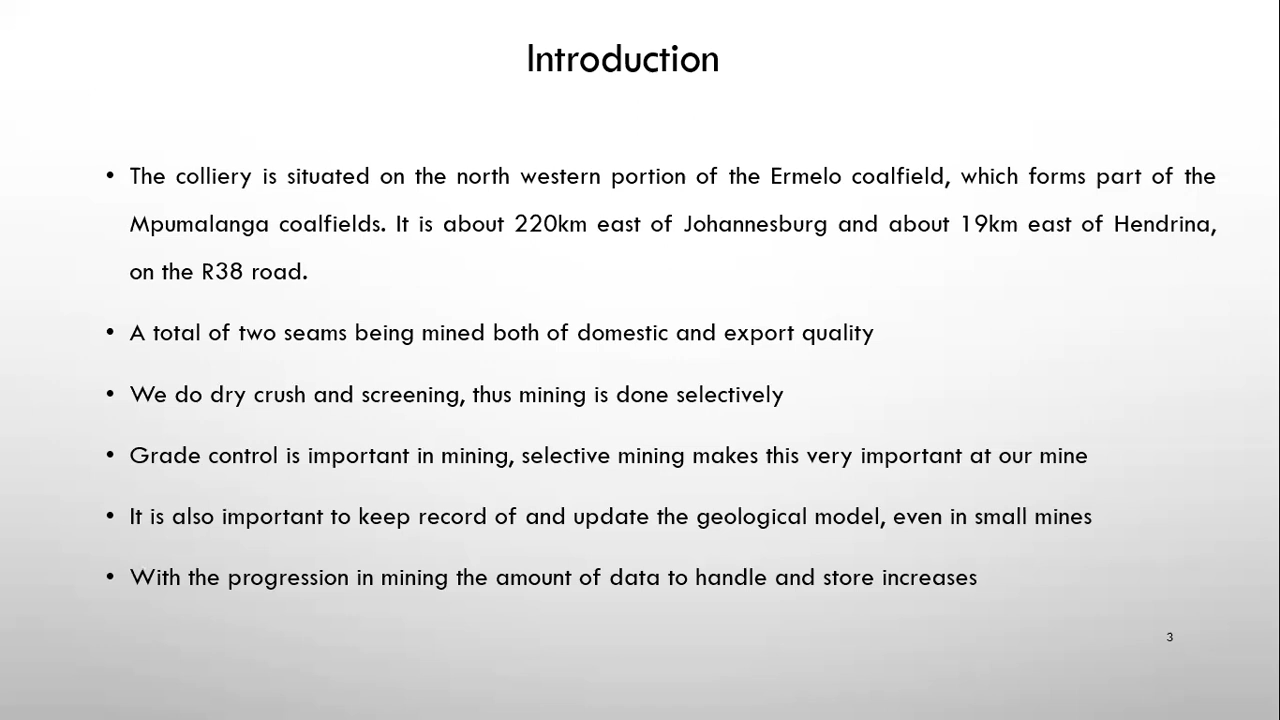 Introduction
• The colliery is situated on the north western portion of the Ermelo coalfield, which forms part of the
Mpumalanga coalfields. It is about 220km east of Johannesburg and about 19km east of Hendrina,
on the R38 road.
• A total of two seams being mined both of domestic and export quality
• We do dry crush and screening, thus mining is done selectively
• Grade control is important in mining, selective mining makes this very important at our mine
• It is also important to keep record of and update the geological model, even in small mines
• With the progression in mining the amount of data to handle and store increases
3